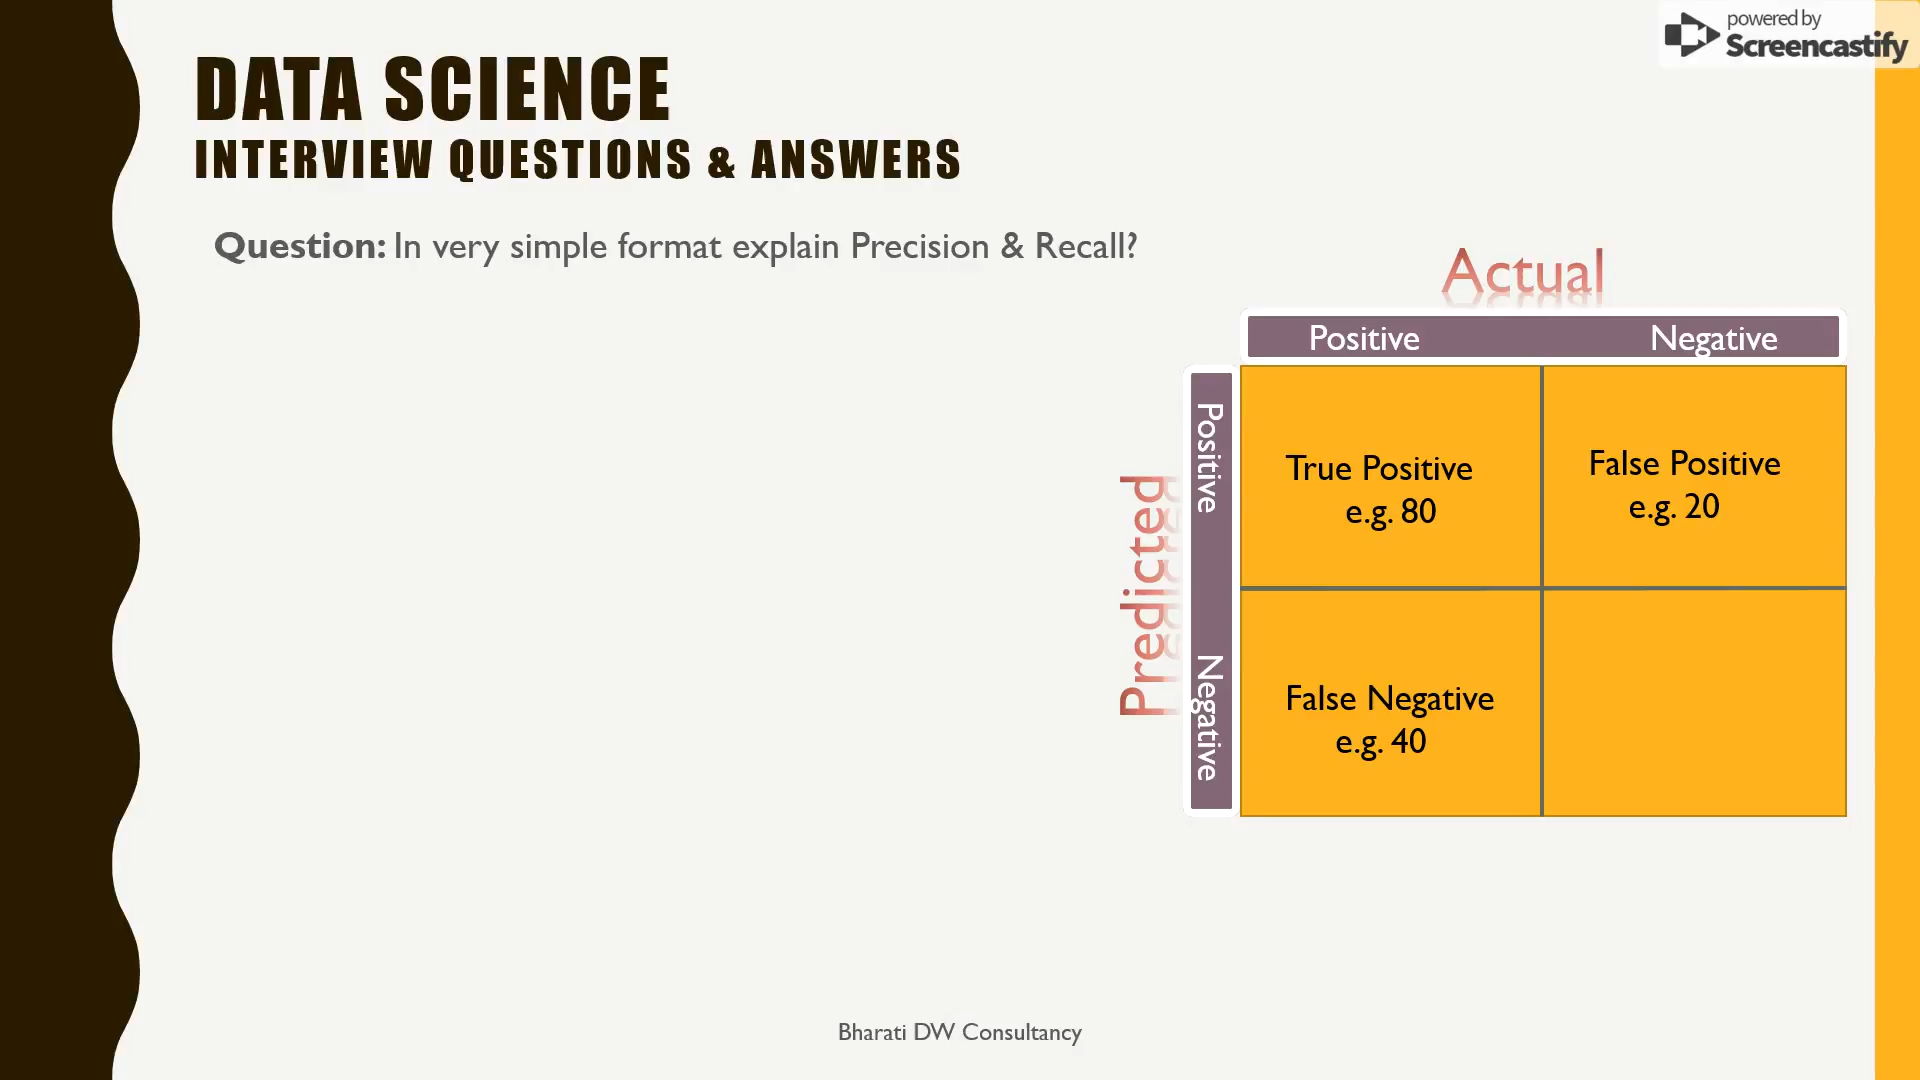 powered by
Screencastify
DATA SCIENCE
INTERVIEW QUESTIONS & ANSWERS
Question: In very simple format explain Precision & Recall?
Actual
Positive Negative
Predicted
Positive
Negative
True Positive
e.g. 80
False Positive
e.g. 20
False Negative
e.g. 40
Bharati DW Consultancy